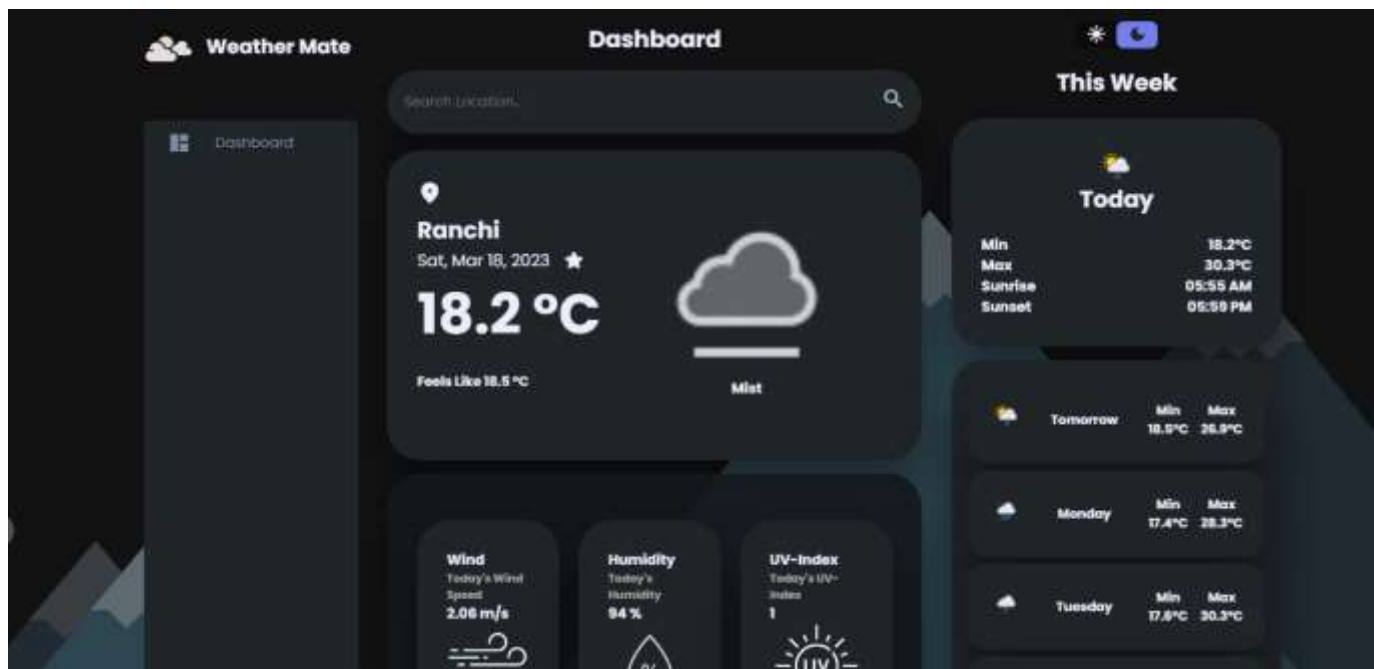 Weather Mate
Dashboard
Dashboard
Search Location..
Ranchi
Sat, Mar 18, 2023
18.2 °C
Feels Like 18.5 °C
Mist
Wind
Today's Wind
Speed
2.06 m/s
Humidity
Today's
Humidity
94 %
UV-Index
Today's UV-
Index
1
%
UV
This Week
Today
Min 18.2°C
Max 30.3°C
Sunrise 05:55 AM
Sunset 05:59 PM
Tomorrow Min Max
18.5°C 26.9°C
Monday Min Max
17.4°C 28.3°C
Tuesday Min Max
17.6°C 30.3°C